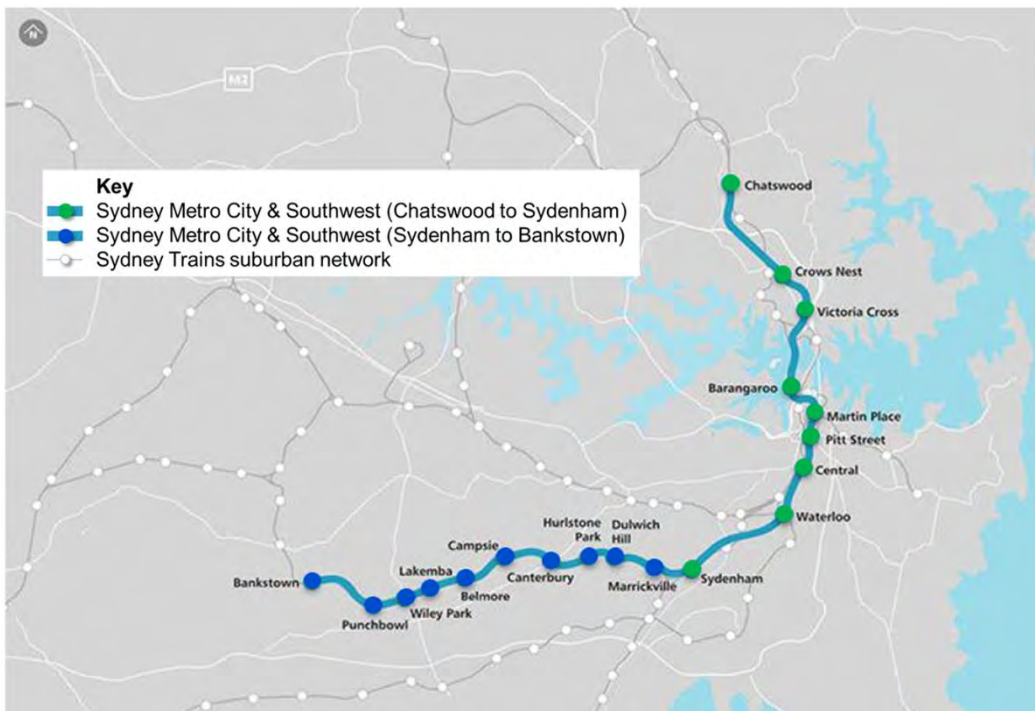 N
M2
Key
Sydney Metro City & Southwest (Chatswood to Sydenham)
Sydney Metro City & Southwest (Sydenham to Bankstown)
Sydney Trains suburban network
Chatswood
Crows Nest
Victoria Cross
Barangaroo
Martin Place
Pitt Street
Central
Waterloo
Sydenham
Marrickville
Dulwich
Hill
Hurlstone
Park
Canterbury
Campsie
Belmore
Lakemba
Wiley Park
Punchbowl
Bankstown